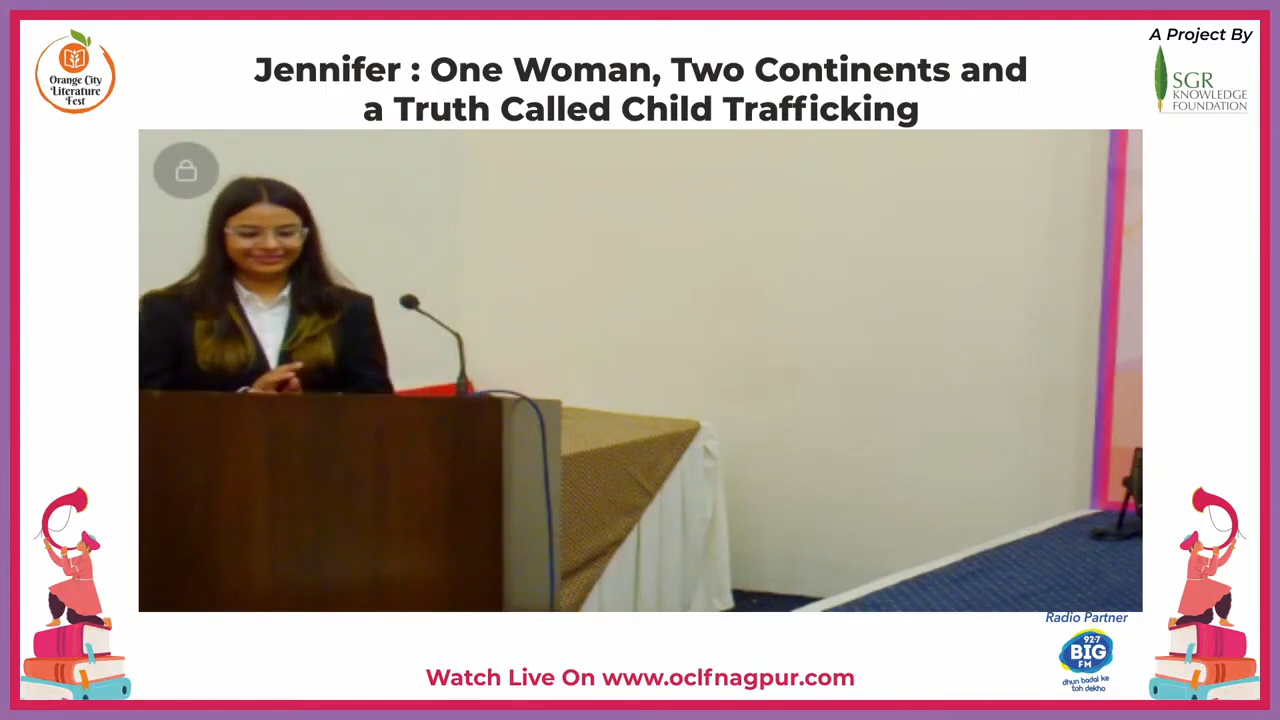 Orange City
Literature
Fest
Jennifer : One Woman, Two Continents and
a Truth Called Child Trafficking
A Project By
SGR
KNOWLEDGE
FOUNDATION
Radio Partner
92.7
BIG
FM
dhun badal ke
toh dekho
Watch Live On www.oclfnagpur.com